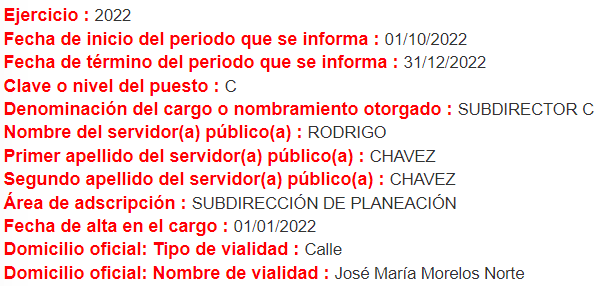 Ejercicio : 2022
Fecha de inicio del periodo que se informa : 01/10/2022
Fecha de término del periodo que se informa : 31/12/2022
Clave o nivel del puesto : C
Denominación del cargo o nombramiento otorgado : SUBDIRECTOR C
Nombre del servidor(a) público(a) : RODRIGO
Primer apellido del servidor(a) público(a) : CHAVEZ
Segundo apellido del servidor(a) público(a) : CHAVEZ
Área de adscripción : SUBDIRECCIÓN DE PLANEACIÓN
Fecha de alta en el cargo : 01/01/2022
Domicilio oficial: Tipo de vialidad : Calle
Domicilio oficial: Nombre de vialidad : José María Morelos Norte